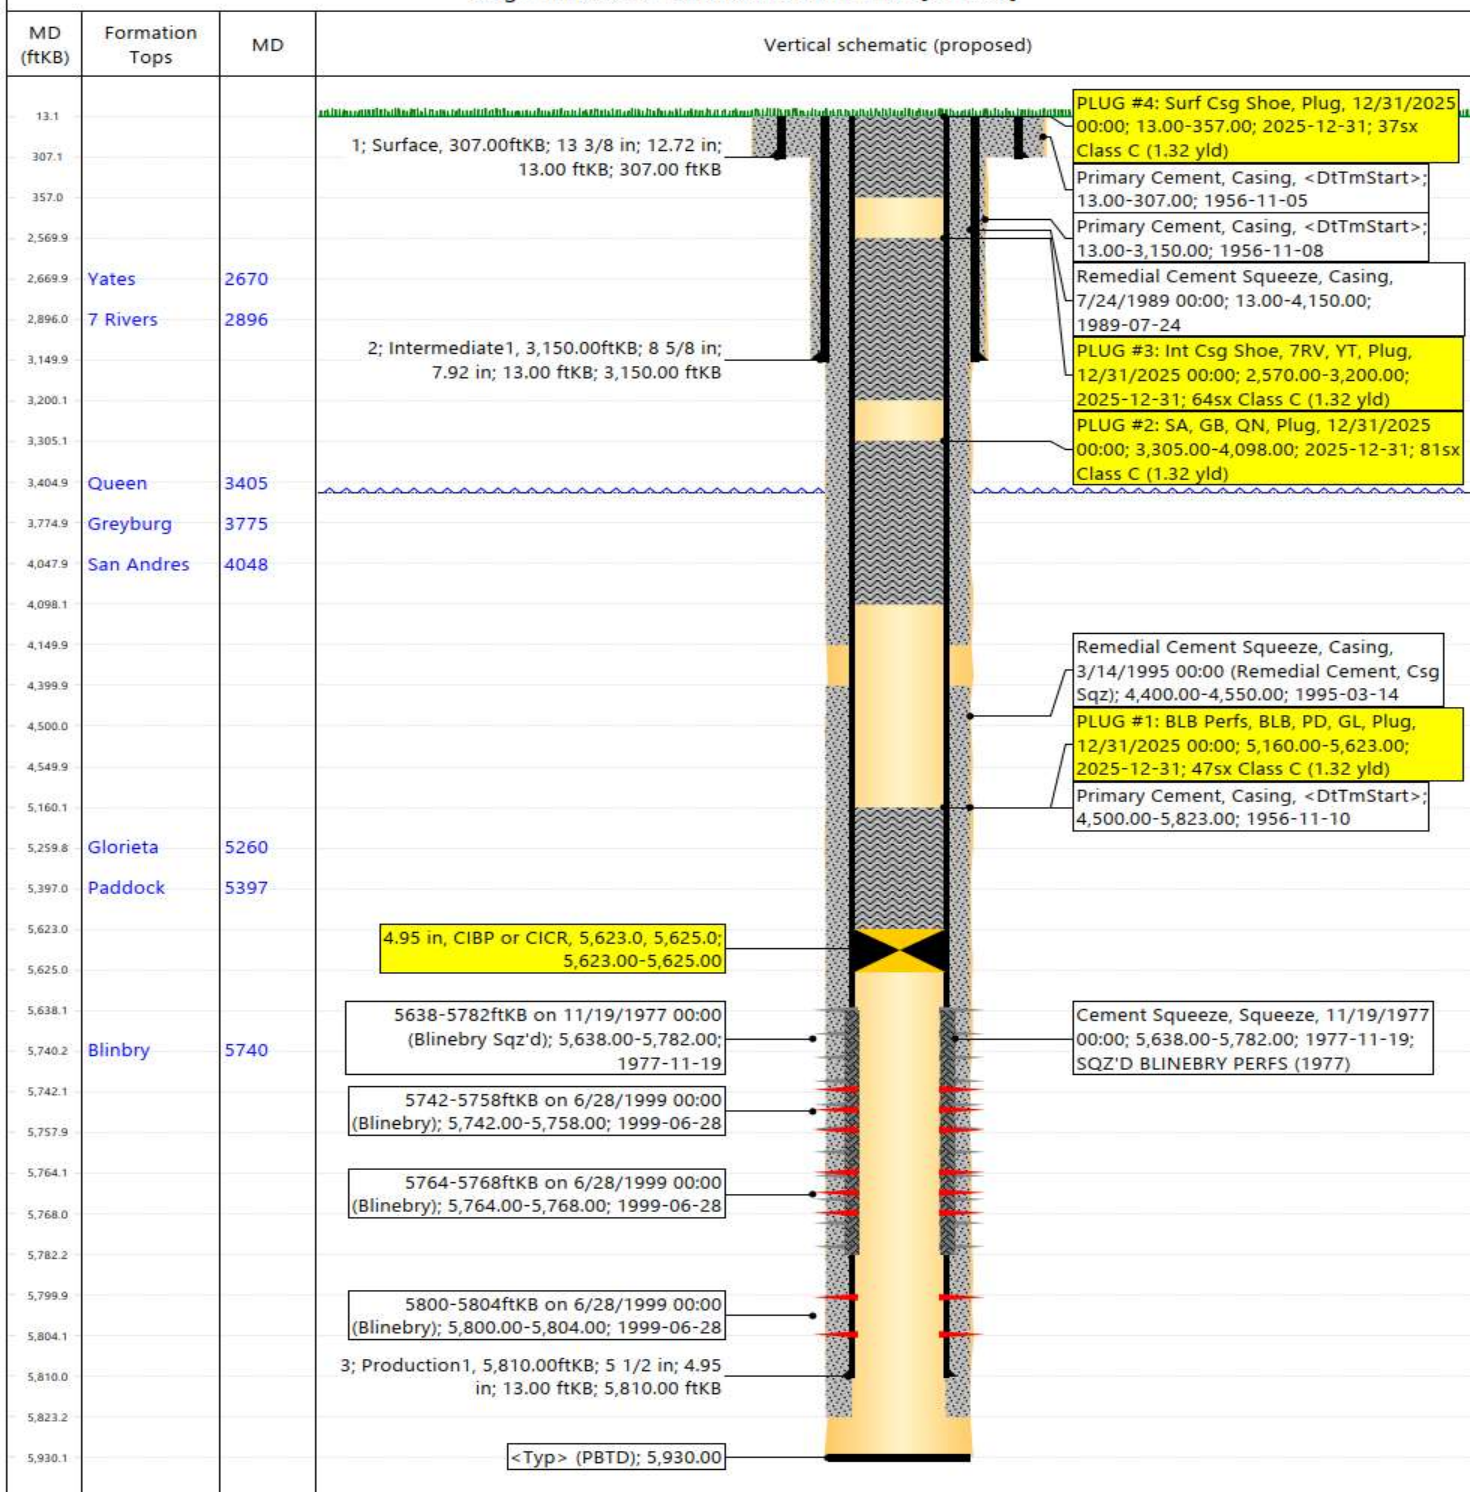 MD
(ftKB)
Formation
Tops
MD
Vertical schematic (proposed)
13.1
307.1
357.0
2,569.9
2,669.9
2,896.0
3,149.9
3,200.1
3,305.1
3,404.9
3,774.9
4,047.9
4,098.1
4,149.9
4,399.9
4,500.0
4,549.9
5,160.1
5,259.8
5,397.0
5,623.0
5,625.0
5,638.1
5,740.2
5,742.1
5,757.9
5,764.1
5,768.0
5,782.2
5,799.9
5,804.1
5,810.0
5,823.2
5,930.1
Yates 2670
7 Rivers 2896
Queen 3405
Greyburg 3775
San Andres 4048
Glorieta 5260
Paddock 5397
Blinbry 5740
1; Surface, 307.00ftKB; 13 3/8 in; 12.72 in;
13.00 ftKB; 307.00 ftKB
2; Intermediate1, 3,150.00ftKB; 8 5/8 in;
7.92 in; 13.00 ftKB; 3,150.00 ftKB
4.95 in, CIBP or CICR, 5,623.0, 5,625.0;
5,623.00-5,625.00
5638-5782ftKB on 11/19/1977 00:00
(Blinebry Sqz'd); 5,638.00-5,782.00;
1977-11-19
5742-5758ftKB on 6/28/1999 00:00
(Blinebry); 5,742.00-5,758.00; 1999-06-28
5764-5768ftKB on 6/28/1999 00:00
(Blinebry); 5,764.00-5,768.00; 1999-06-28
5800-5804ftKB on 6/28/1999 00:00
(Blinebry); 5,800.00-5,804.00; 1999-06-28
3; Production1, 5,810.00ftKB; 5 1/2 in; 4.95
in; 13.00 ftKB; 5,810.00 ftKB
<Typ> (PBTD); 5,930.00
PLUG #4: Surf Csg Shoe, Plug, 12/31/2025
00:00; 13.00-357.00; 2025-12-31; 37sx
Class C (1.32 yld)
Primary Cement, Casing, <DtTmStart>;
13.00-307.00; 1956-11-05
Primary Cement, Casing, <DtTmStart>;
13.00-3,150.00; 1956-11-08
Remedial Cement Squeeze, Casing,
7/24/1989 00:00; 13.00-4,150.00;
1989-07-24
PLUG #3: Int Csg Shoe, 7RV, YT, Plug,
12/31/2025 00:00; 2,570.00-3,200.00;
2025-12-31; 64sx Class C (1.32 yld)
PLUG #2: SA, GB, QN, Plug, 12/31/2025
00:00; 3,305.00-4,098.00; 2025-12-31; 81sx
Class C (1.32 yld)
Remedial Cement Squeeze, Casing,
3/14/1995 00:00 (Remedial Cement, Csg
Sqz); 4,400.00-4,550.00; 1995-03-14
PLUG #1: BLB Perfs, BLB, PD, GL, Plug,
12/31/2025 00:00; 5,160.00-5,623.00;
2025-12-31; 47sx Class C (1.32 yld)
Primary Cement, Casing, <DtTmStart>;
4,500.00-5,823.00; 1956-11-10
Cement Squeeze, Squeeze, 11/19/1977
00:00; 5,638.00-5,782.00; 1977-11-19;
SQZ'D BLINEBRY PERFS (1977)